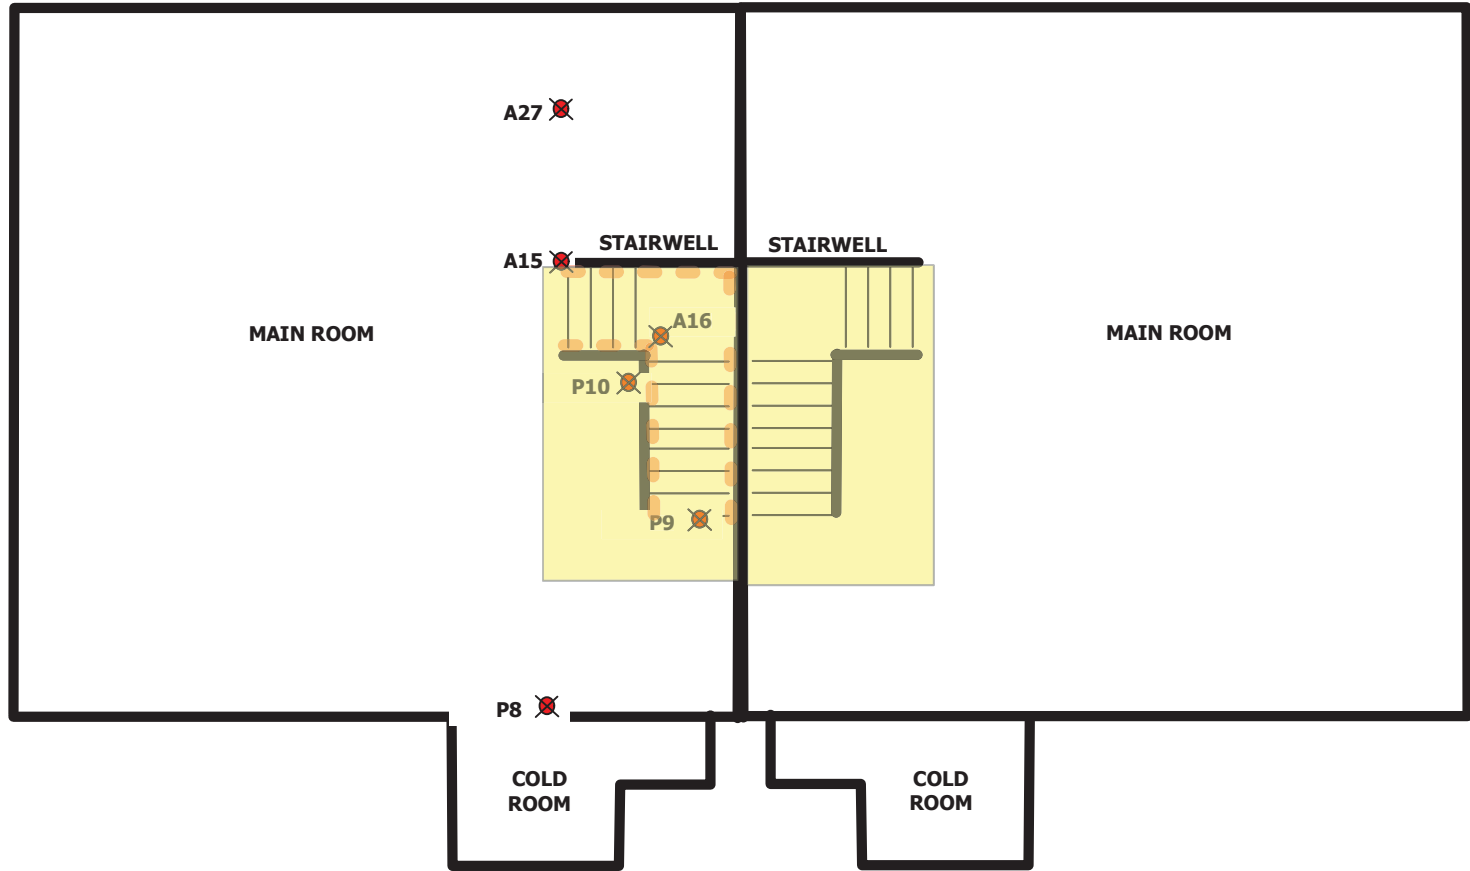 A27
STAIRWELL
STAIRWELL
A15
A16
MAIN ROOM
MAIN ROOM
P10
P9
P8
COLD
ROOM
COLD
ROOM